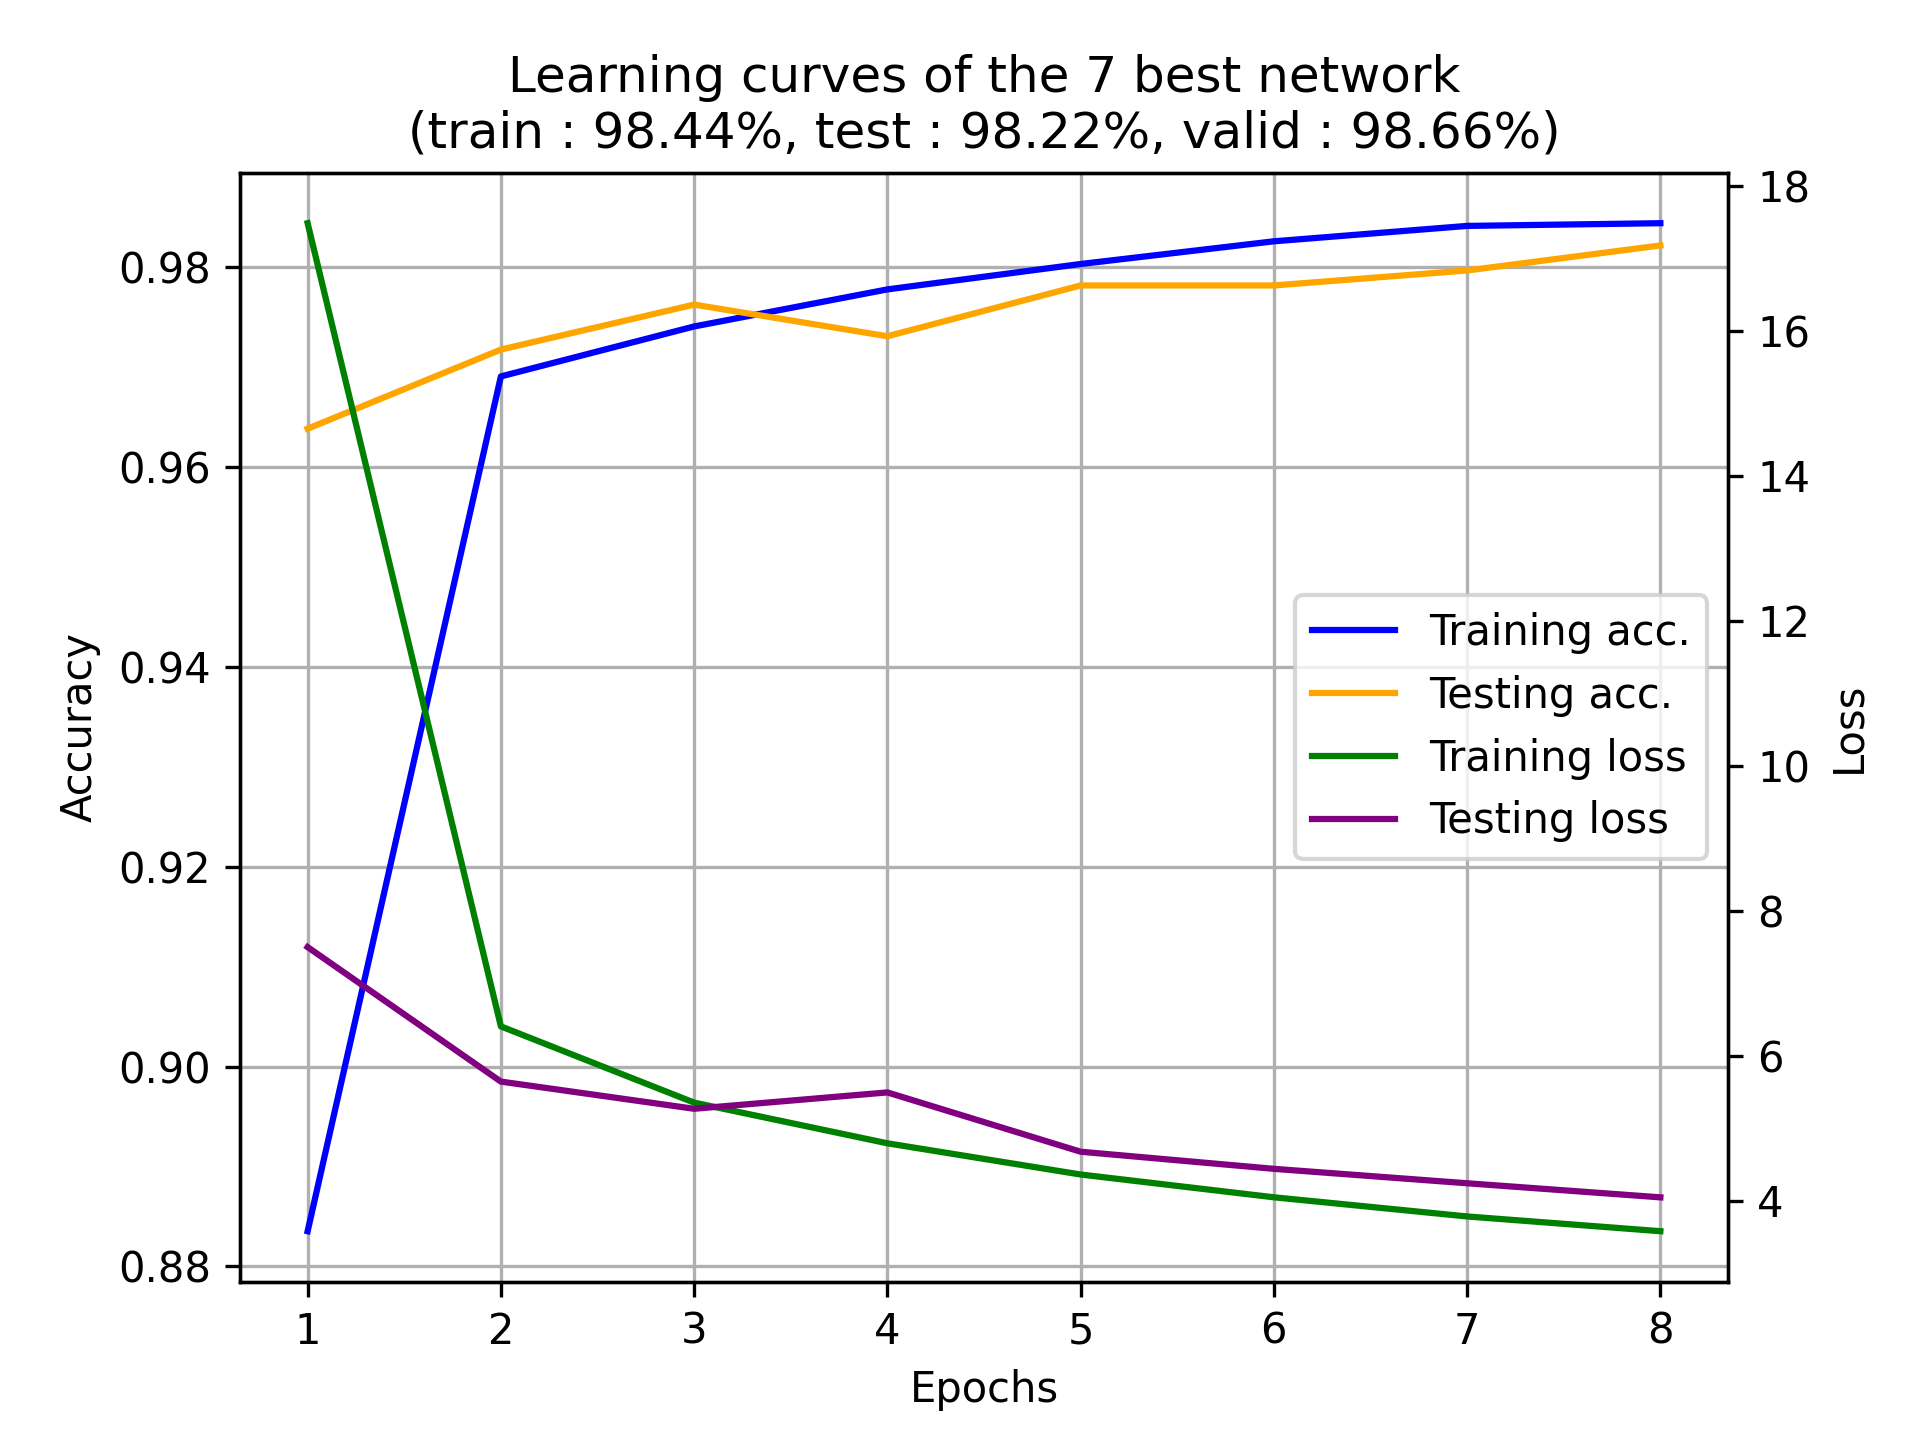 Learning curves of the 7 best network
(train : 98.44%, test : 98.22%, valid : 98.66%)
18
0.98
16
0.96
14
12
0.94
Training acc.
Testing acc.
Training loss
Testing loss
Accuracy
Loss
10
0.92
8
0.90
6
4
0.88
1 2 3 4 5 6 7 8
Epochs